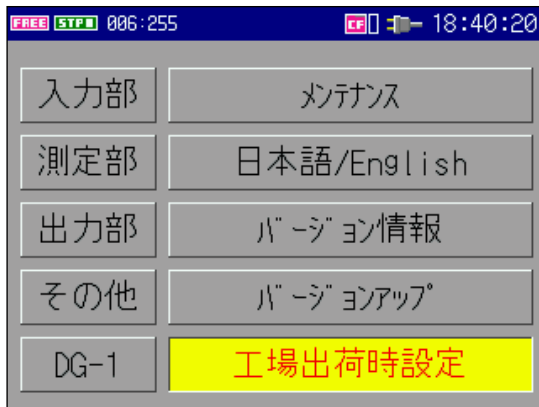 FREE STP 006:255 CF 18:40:20
入力部 メンテナンス
測定部 日本語/English
出力部 バージョン情報
その他 バージョンアップ
DG-1 工場出荷時設定